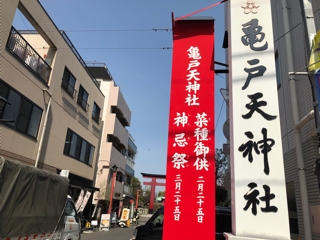 亀戸天神社
菜種御供
二月二十五日
神忌祭
三月二十五日
亀戸天神社